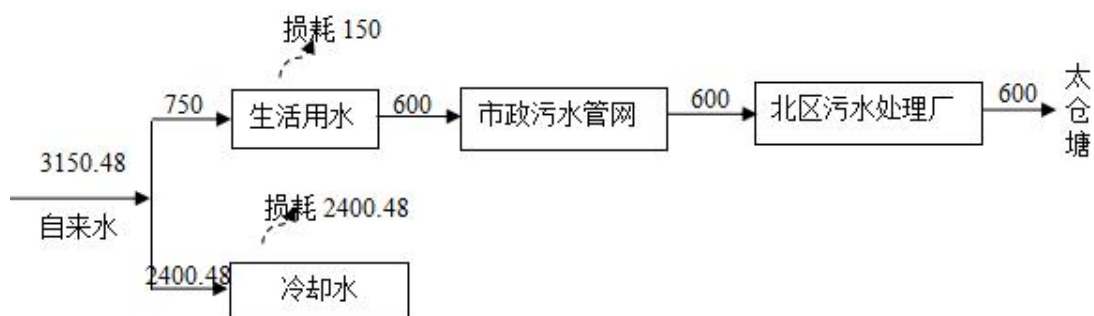 损耗 150
750
生活用水
600
市政污水管网
600
北区污水处理厂
600
太仓塘
3150.48
自来水
损耗 2400.48
2400.48
冷却水